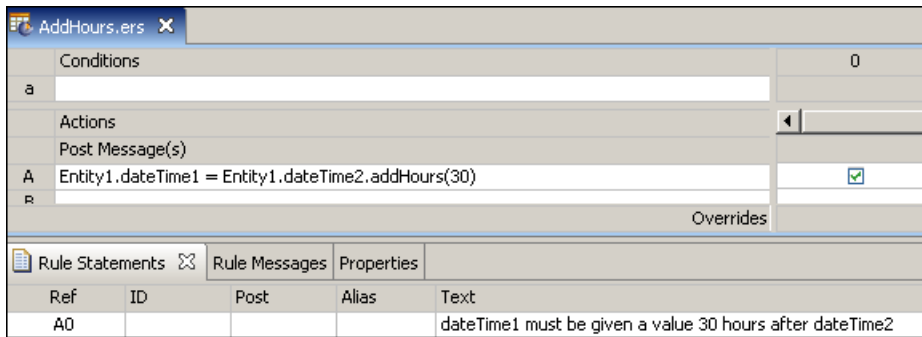 AddHours.ers
Conditions 0
a
Actions
Post Message(s)
A Entity1.dateTime1 = Entity1.dateTime2.addHours(30)
B
Overrides
Rule Statements Rule Messages Properties
Ref ID Post Alias Text
A0 dateTime1 must be given a value 30 hours after dateTime2